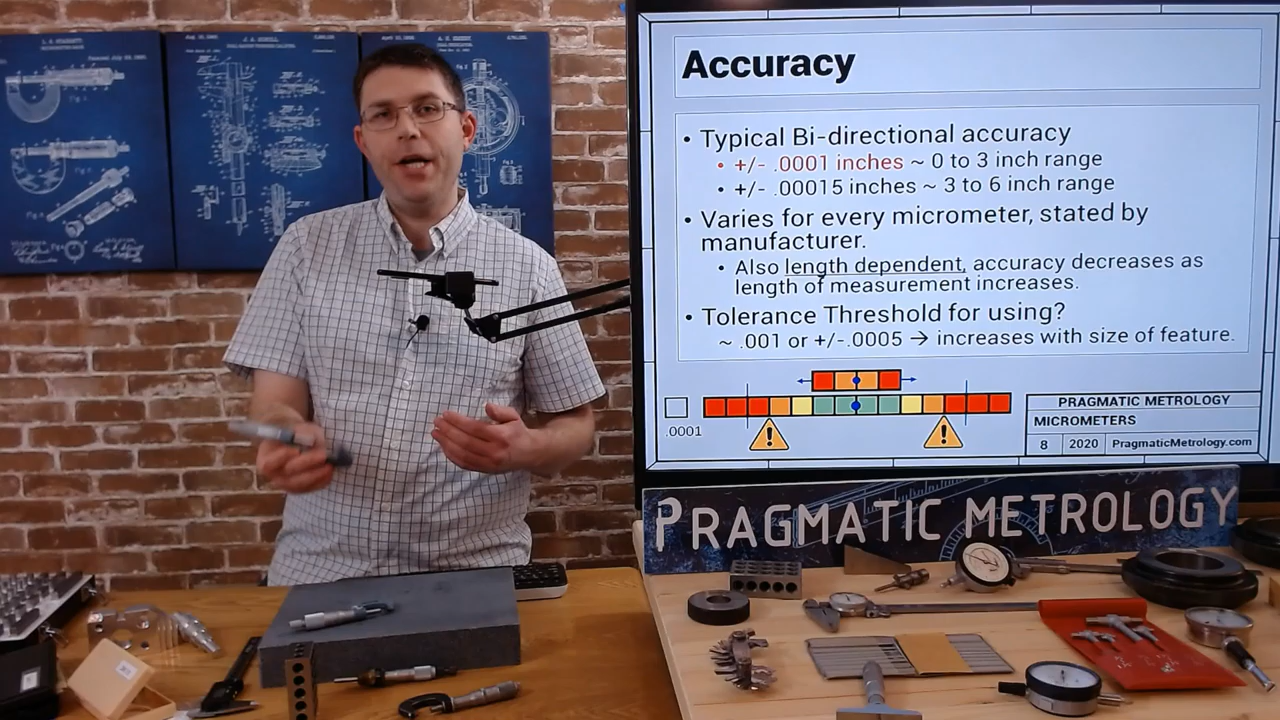 Accuracy
• Typical Bi-directional accuracy
• +/- .0001 inches ~ 0 to 3 inch range
• +/- .00015 inches ~ 3 to 6 inch range
• Varies for every micrometer, stated by
manufacturer.
• Also length dependent, accuracy decreases as
length of measurement increases.
• Tolerance Threshold for using?
~ .001 or +/-.0005 → increases with size of feature.
.0001
PRAGMATIC METROLOGY
MICROMETERS
8 2020 PragmaticMetrology.com
PRAGMATIC METROLOGY